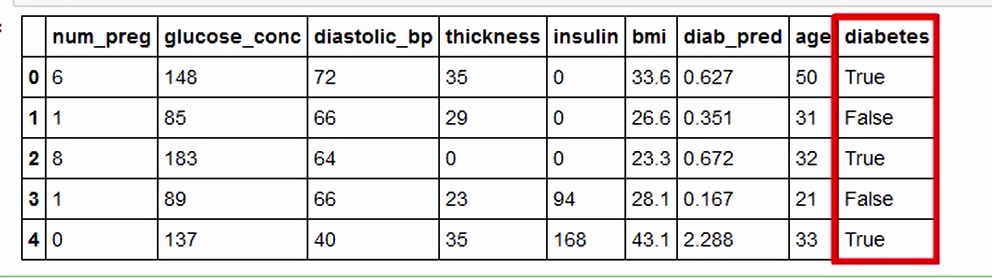 num_preg glucose_conc diastolic_bp thickness insulin bmi diab_pred age diabetes
0 6 148 72 35 0 33.6 0.627 50 True
1 1 85 66 29 0 26.6 0.351 31 False
2 8 183 64 0 0 23.3 0.672 32 True
3 1 89 66 23 94 28.1 0.167 21 False
4 0 137 40 35 168 43.1 2.288 33 True